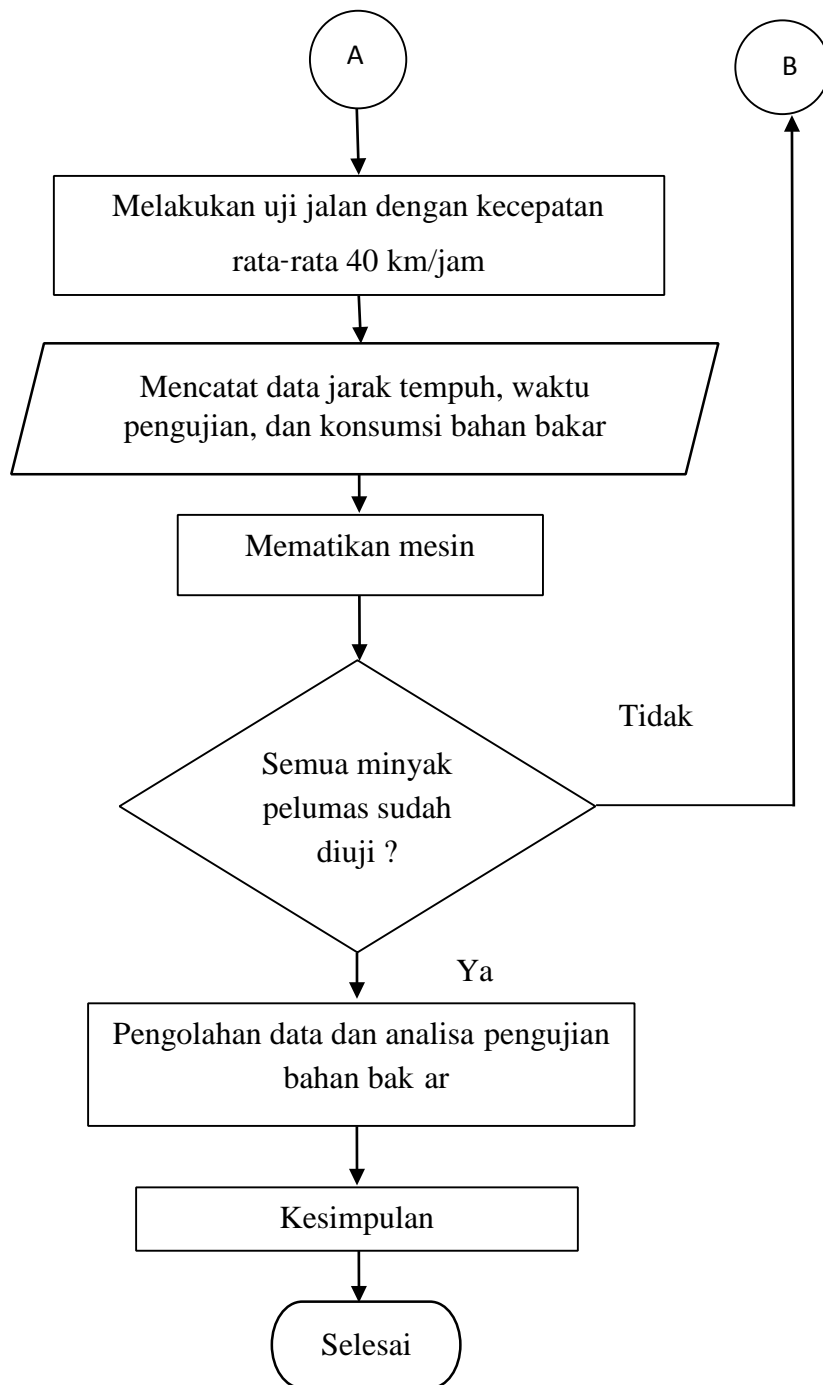 A
B
Melakukan uji jalan dengan kecepatan
rata-rata 40 km/jam
Mencatat data jarak tempuh, waktu
pengujian, dan konsumsi bahan bakar
Mematikan mesin
Tidak
Semua minyak
pelumas sudah
diuji ?
Ya
Pengolahan data dan analisa pengujian
bahan bak ar
Kesimpulan
Selesai